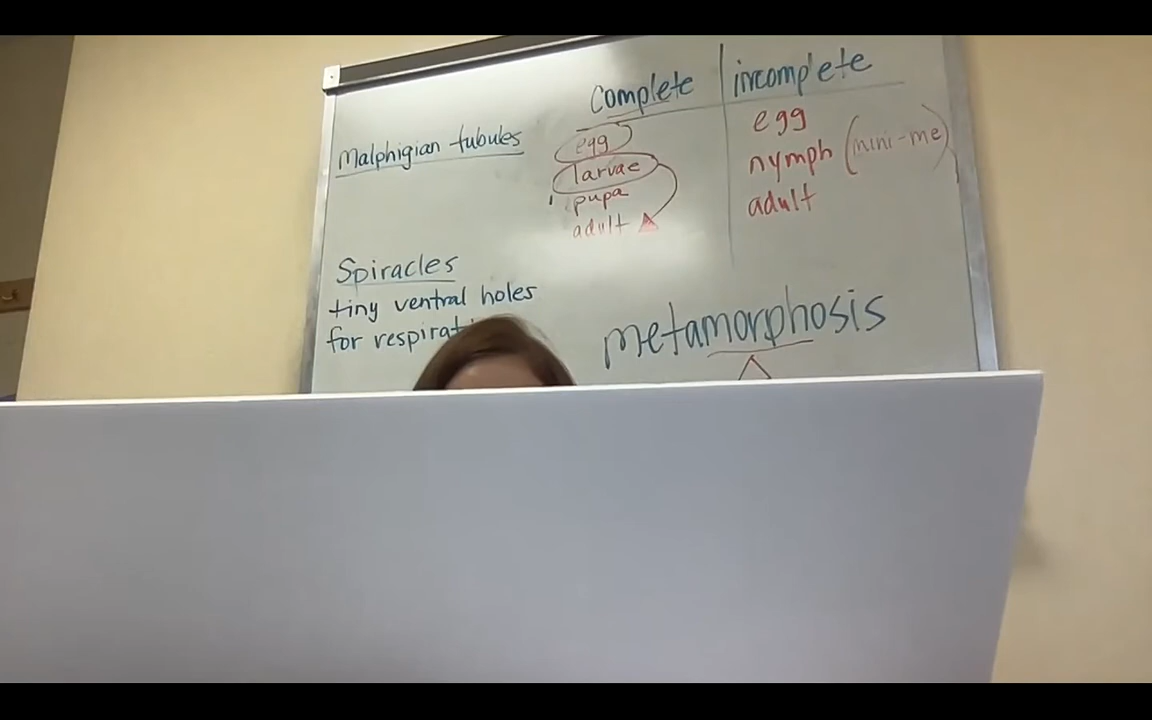 Malphigian tubules
Spiracles
tiny ventral holes
for
complete | incomplete
egg
larvae
pupa
adult
egg
nymph (mini-me)
adult
metamorphosis